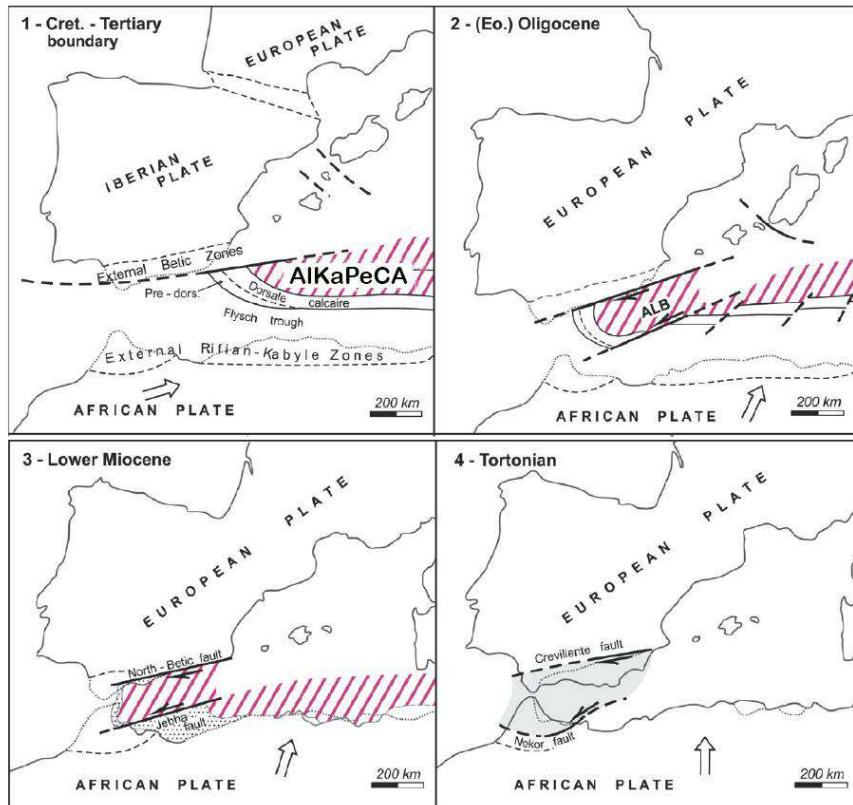 1 - Cret. - Tertiary
boundary
EUROPEAN
PLATE
IBERIAN
PLATE
External Betic Zones
AlKaPeCA
Pre-dors.
Dorsale calcaire
Flysch trough
External Rifian-Kabyle Zones
AFRICAN PLATE
200 km
2 - (Eo.) Oligocene
EUROPEAN PLATE
ALB
AFRICAN PLATE
200 km
3 - Lower Miocene
EUROPEAN PLATE
North - Betic fault
Jebha
fault
AFRICAN PLATE
200 km
4 - Tortonian
EUROPEAN PLATE
Crevillente fault
Nekor fault
AFRICAN PLATE
200 km